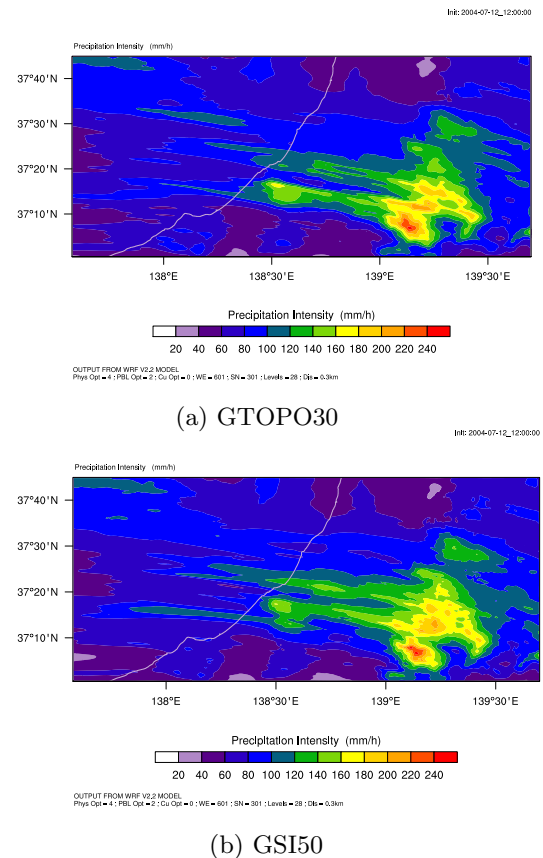 Init: 2004-07-12_12:00:00
Precipitation Intensity (mm/h)
37°40'N
37°30'N
37°20'N
37°10'N
138°E 138°30'E 139°E 139°30'E
Precipitation Intensity (mm/h)
20 40 60 80 100 120 140 160 180 200 220 240
OUTPUT FROM WRF V2.2 MODEL
Phys Opt = 4 ; PBL Opt = 2 ; Cu Opt = 0 ; WE = 601 ; SN = 301 ; Levels = 28 ; Dis = 0.3km
(a) GTOPO30
Init: 2004-07-12_12:00:00
Precipitation Intensity (mm/h)
37°40'N
37°30'N
37°20'N
37°10'N
138°E 138°30'E 139°E 139°30'E
Precipitation Intensity (mm/h)
20 40 60 80 100 120 140 160 180 200 220 240
OUTPUT FROM WRF V2.2 MODEL
Phys Opt = 4 ; PBL Opt = 2 ; Cu Opt = 0 ; WE = 601 ; SN = 301 ; Levels = 28 ; Dis = 0.3km
(b) GSI50